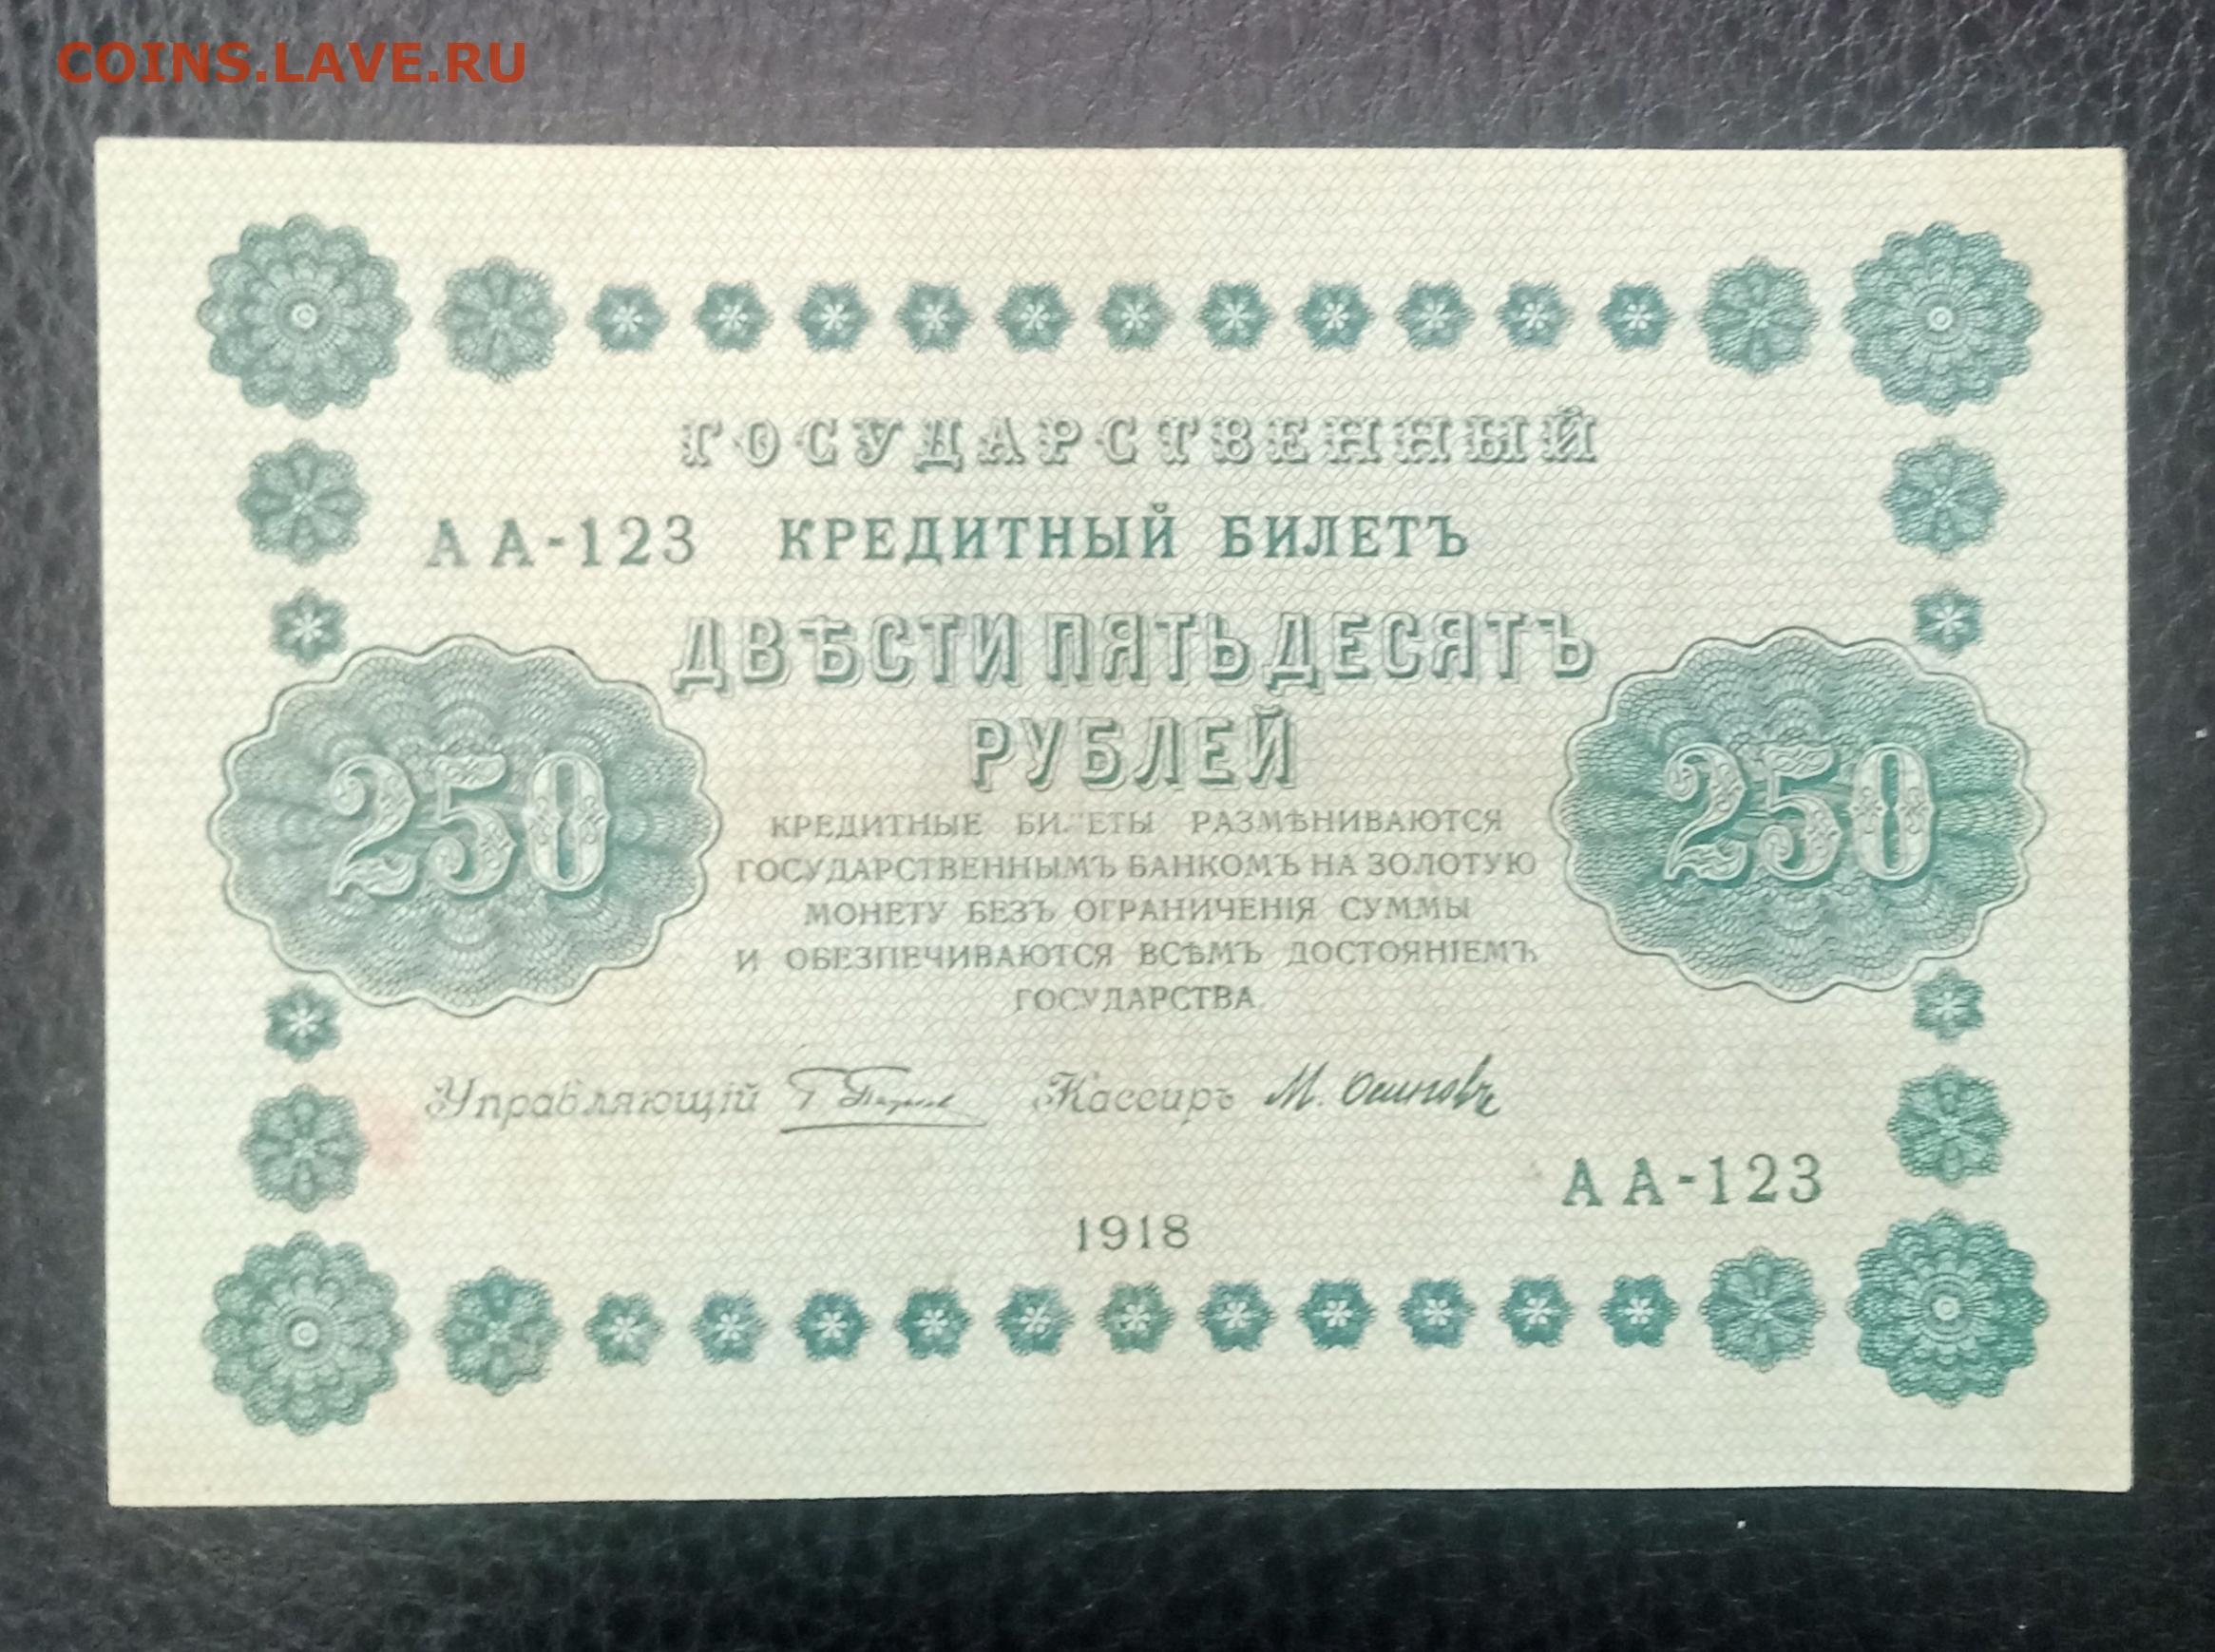 COINS.LAVE.RU
ГОСУДАРСТВЕННЫЙ
АА-123 КРЕДИТНЫЙ БИЛЕТЪ
ДВѢСТИ ПЯТЬДЕСЯТЪ
РУБЛЕЙ
250 250
КРЕДИТНЫЕ БИЛЕТЫ РАЗМѢНИВАЮТСЯ
ГОСУДАРСТВЕННЫМЪ БАНКОМЪ НА ЗОЛОТУЮ
МОНЕТУ БЕЗЪ ОГРАНИЧЕНІЯ СУММЫ
И ОБЕЗПЕЧИВАЮТСЯ ВСѢМЪ ДОСТОЯНІЕМЪ
ГОСУДАРСТВА.
Управляющій Кассиръ М. Осиповъ
АА-123
1918